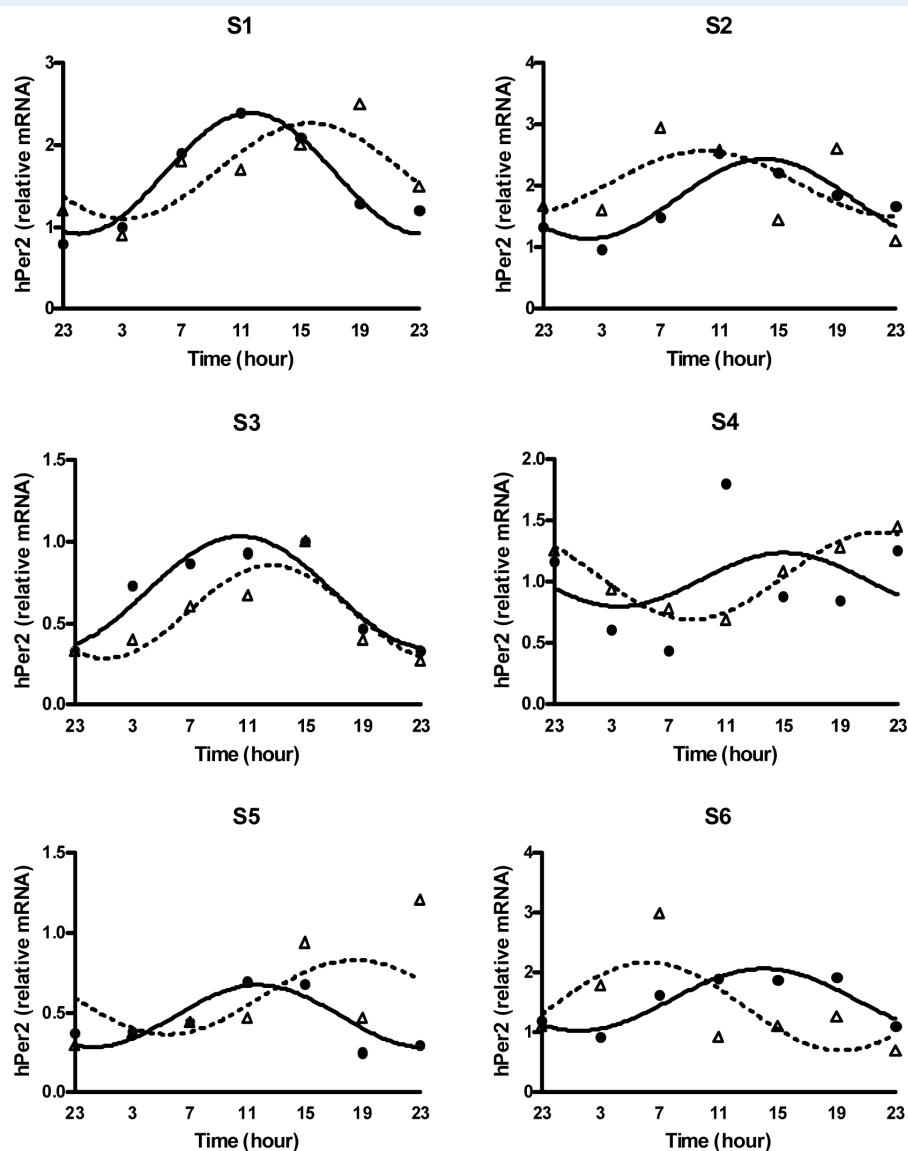 S1
hPer2 (relative mRNA)
3
2
1
0
23 3 7 11 15 19 23
Time (hour)
S2
hPer2 (relative mRNA)
4
3
2
1
0
23 3 7 11 15 19 23
Time (hour)
S3
hPer2 (relative mRNA)
1.5
1.0
0.5
0.0
23 3 7 11 15 19 23
Time (hour)
S4
hPer2 (relative mRNA)
2.0
1.5
1.0
0.5
0.0
23 3 7 11 15 19 23
Time (hour)
S5
hPer2 (relative mRNA)
1.5
1.0
0.5
0.0
23 3 7 11 15 19 23
Time (hour)
S6
hPer2 (relative mRNA)
4
3
2
1
0
23 3 7 11 15 19 23
Time (hour)